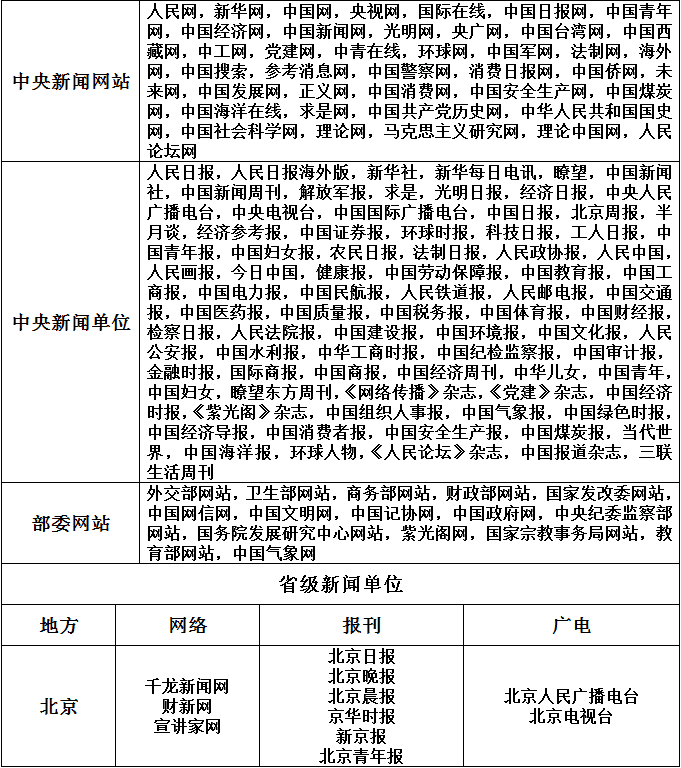 中央新闻网站
人民网，新华网，中国网，央视网，国际在线，中国日报网，中国青年
网，中国经济网，中国新闻网，光明网，央广网，中国台湾网，中国西
藏网，中工网，党建网，中青在线，环球网，中国军网，法制网，海外
网，中国搜索，参考消息网，中国警察网，消费日报网，中国侨网，未
来网，中国发展网，正义网，中国消费网，中国安全生产网，中国煤炭
网，中国海洋在线，求是网，中国共产党历史网，中华人民共和国国史
网，中国社会科学网，理论网，马克思主义研究网，理论中国网，人民
论坛网
中央新闻单位
人民日报，人民日报海外版，新华社，新华每日电讯，瞭望，中国新闻
社，中国新闻周刊，解放军报，求是，光明日报，经济日报，中央人民
广播电台，中央电视台，中国国际广播电台，中国日报，北京周报，半
月谈，经济参考报，中国证券报，环球时报，科技日报，工人日报，中
国青年报，中国妇女报，农民日报，法制日报，人民政协报，人民中国，
人民画报，今日中国，健康报，中国劳动保障报，中国教育报，中国工
商报，中国电力报，中国民航报，人民铁道报，人民邮电报，中国交通
报，中国医药报，中国质量报，中国税务报，中国体育报，中国财经报，
检察日报，人民法院报，中国建设报，中国环境报，中国文化报，人民
公安报，中国水利报，中华工商时报，中国纪检监察报，中国审计报，
金融时报，国际商报，中国商报，中国经济周刊，中华儿女，中国青年，
中国妇女，瞭望东方周刊，《网络传播》杂志，《党建》杂志，中国经济
时报，《紫光阁》杂志，中国组织人事报，中国气象报，中国绿色时报，
中国经济导报，中国消费者报，中国安全生产报，中国煤炭报，当代世
界，中国海洋报，环球人物，《人民论坛》杂志，中国报道杂志，三联
生活周刊
部委网站
外交部网站，卫生部网站，商务部网站，财政部网站，国家发改委网站，
中国网信网，中国文明网，中国记协网，中国政府网，中央纪委监察部
网站，国务院发展研究中心网站，紫光阁网，国家宗教事务局网站，教
育部网站，中国气象网
省级新闻单位
地方 网络 报刊 广电
北京
千龙新闻网
财新网
宣讲家网
北京日报
北京晚报
北京晨报
京华时报
新京报
北京青年报
北京人民广播电台
北京电视台